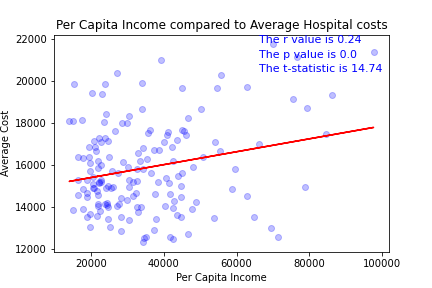 Per Capita Income compared to Average Hospital costs
The r value is 0.24
The p value is 0.0
The t-statistic is 14.74
22000
20000
18000
16000
14000
12000
Average Cost
20000 40000 60000 80000 100000
Per Capita Income